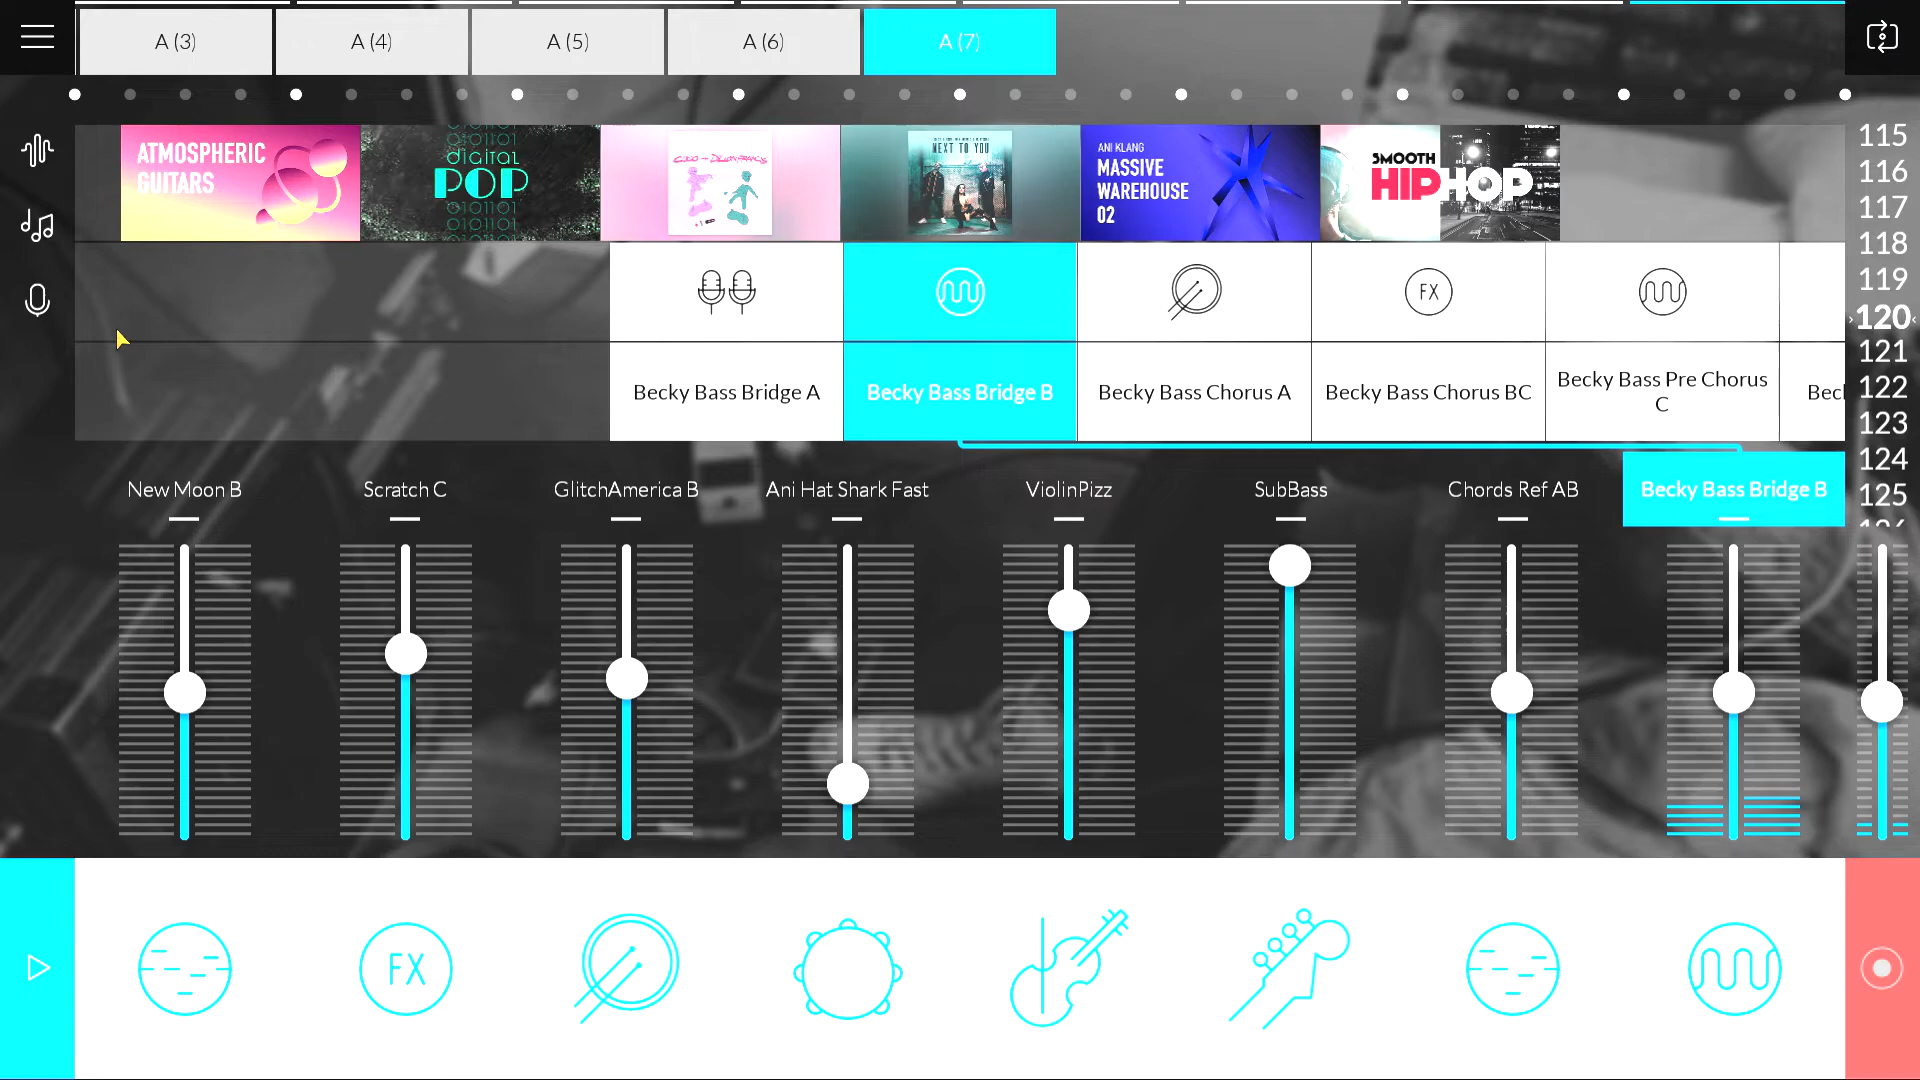 A (3)
A (4)
A (5)
A (6)
A (7)
ATMOSPHERIC
GUITARS
010110
digital
POP
0101101
010110
NEXT TO YOU
ANI KLANG
MASSIVE
WAREHOUSE
02
SMOOTH
HIPHOP
115
116
117
118
119
120
121
122
123
124
125
FX
Becky Bass Bridge A
Becky Bass Bridge B
Becky Bass Chorus A
Becky Bass Chorus BC
Becky Bass Pre Chorus
C
New Moon B
Scratch C
GlitchAmerica B
Ani Hat Shark Fast
ViolinPizz
SubBass
Chords Ref AB
Becky Bass Bridge B
FX